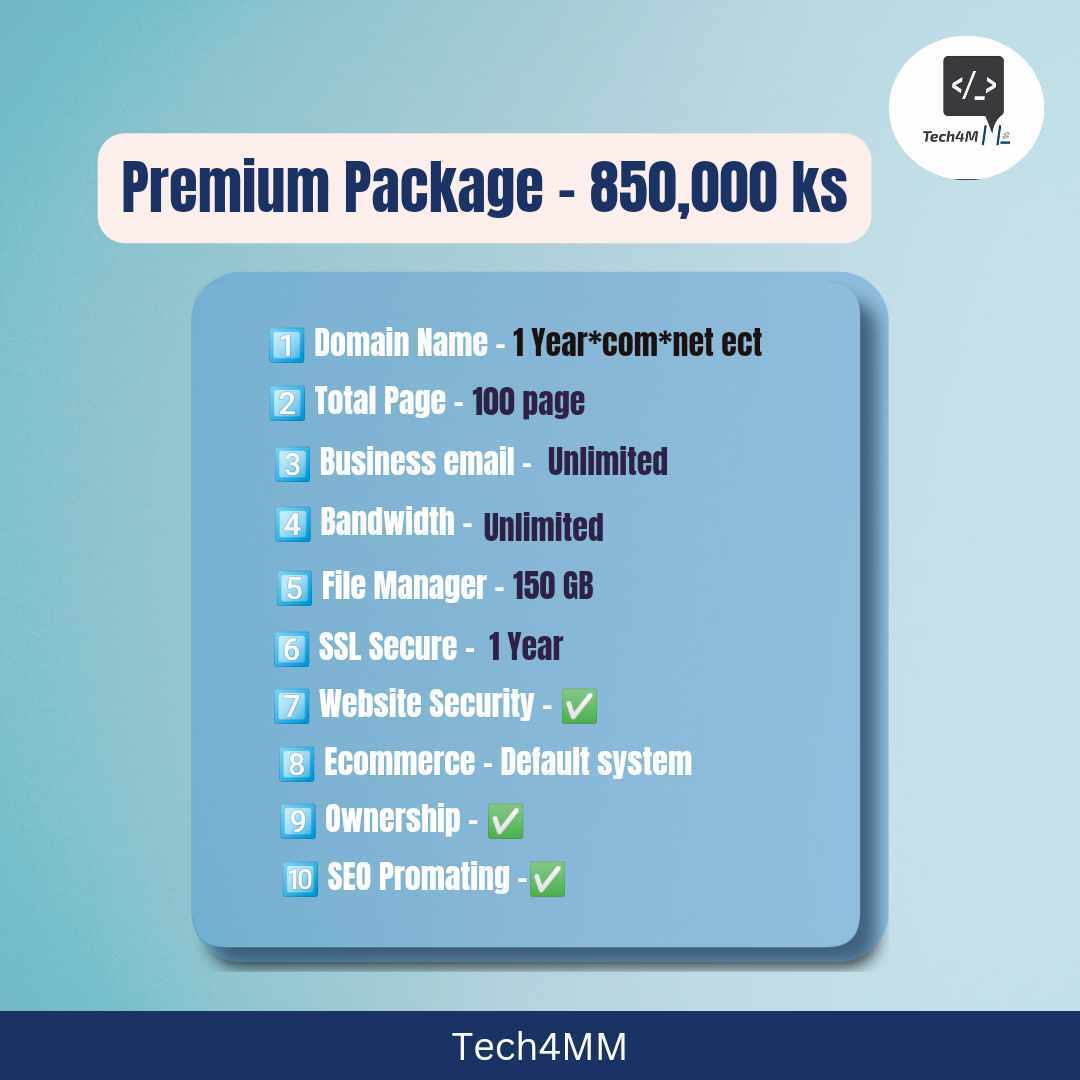 </_>
Tech4M
Premium Package - 850,000 ks
1 Domain Name - 1 Year*com*net ect
2 Total Page - 100 page
3 Business email - Unlimited
4 Bandwidth - Unlimited
5 File Manager - 150 GB
6 SSL Secure - 1 Year
7 Website Security - ✅
8 Ecommerce - Default system
9 Ownership - ✅
10 SEO Promating - ✅
Tech4MM